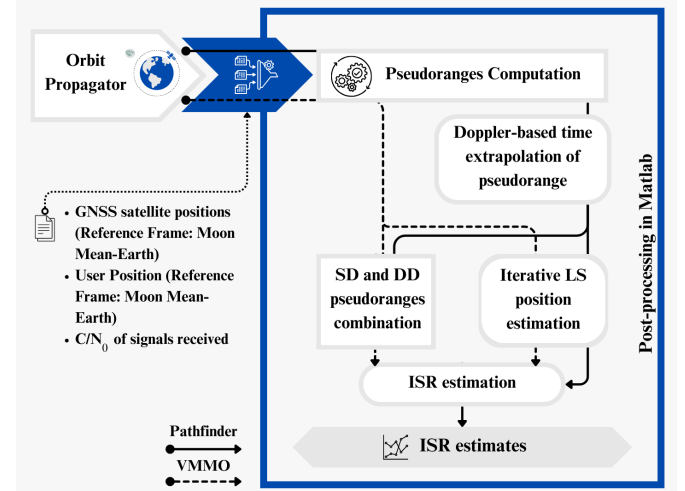 Orbit
Propagator
Pseudoranges Computation
Doppler-based time
extrapolation of
pseudorange
• GNSS satellite positions
(Reference Frame: Moon
Mean-Earth)
• User Position (Reference
Frame: Moon Mean-
Earth)
• C/N0 of signals received
SD and DD
pseudoranges
combination
Iterative LS
position
estimation
Post-processing in Matlab
ISR estimation
Pathfinder
VMMO
ISR estimates